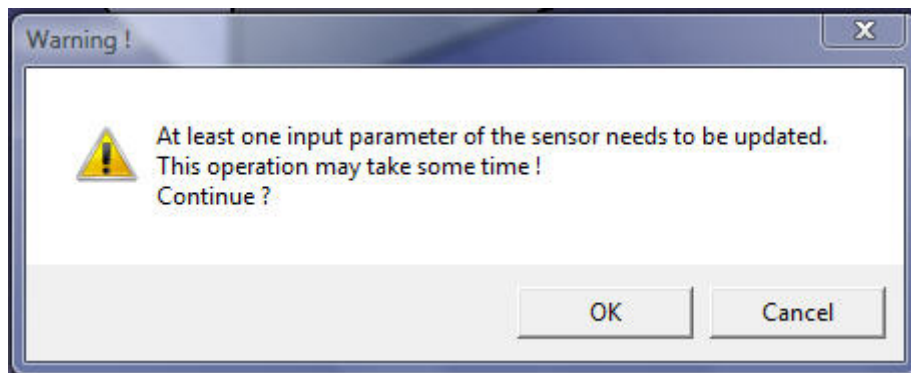 Warning !
At least one input parameter of the sensor needs to be updated.
This operation may take some time !
Continue ?
OK
Cancel